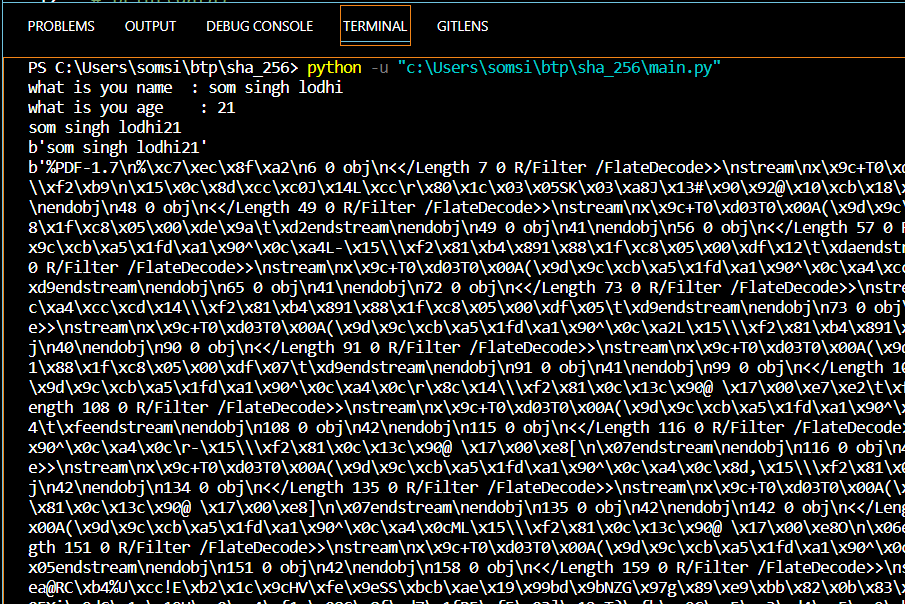 PROBLEMS OUTPUT DEBUG CONSOLE TERMINAL GITLENS
PS C:\Users\somsi\btp\sha_256> python -u "c:\Users\somsi\btp\sha_256\main.py"
what is you name  : som singh lodhi
what is you age    : 21
som singh lodhi21
b'som singh lodhi21'
b'%PDF-1.7\n%\xc7\xec\x8f\xa2\n6 0 obj\n<</Length 7 0 R/Filter /FlateDecode>>\nstream\nx\x9c+T0\x
\\xf2\xb9\n\x15\x0c\x8d\xcc\xc0J\x14L\xcc\r\x80\x1c\x03\x05SK\x03\xa8J\x13#\x90\x92@\x10\xcb\x18\
\nendobj\n48 0 obj\n<</Length 49 0 R/Filter /FlateDecode>>\nstream\nx\x9c+T0\xd03T0\x00A(\x9d\x9c\
8\x1f\xc8\x05\x00\xde\x9a\t\xd2endstream\nendobj\n49 0 obj\n41\nendobj\n56 0 obj\n<</Length 57 0
x9c\xcb\xa5\x1fd\xa1\x90^\x0c\xa4L-\x15\\\xf2\x81\xb4\x891\x88\x1f\xc8\x05\x00\xdf\x12\t\xdaendst
0 R/Filter /FlateDecode>>\nstream\nx\x9c+T0\xd03T0\x00A(\x9d\x9c\xcb\xa5\x1fd\xa1\x90^\x0c\xa4\xc
xd9endstream\nendobj\n65 0 obj\n41\nendobj\n72 0 obj\n<</Length 73 0 R/Filter /FlateDecode>>\nstre
c\xa4\xcc\xcd\x14\\\xf2\x81\xb4\x891\x88\x1f\xc8\x05\x00\xdf\x05\t\xd9endstream\nendobj\n73 0 obj
e>>\nstream\nx\x9c+T0\xd03T0\x00A(\x9d\x9c\xcb\xa5\x1fd\xa1\x90^\x0c\xa2L\x15\\\xf2\x81\xb4\x891\
j\n40\nendobj\n90 0 obj\n<</Length 91 0 R/Filter /FlateDecode>>\nstream\nx\x9c+T0\xd03T0\x00A(\x9
1\x88\x1f\xc8\x05\x00\xdf\x07\t\xd9endstream\nendobj\n91 0 obj\n41\nendobj\n99 0 obj\n<</Length 10
\x9d\x9c\xcb\xa5\x1fd\xa1\x90^\x0c\xa4\x0c\r\x8c\x14\\\xf2\x81\x0c\x13c\x90@ \x17\x00\xe7\xe2\t\xf
ength 108 0 R/Filter /FlateDecode>>\nstream\nx\x9c+T0\xd03T0\x00A(\x9d\x9c\xcb\xa5\x1fd\xa1\x90^\
4\t\xfeendstream\nendobj\n108 0 obj\n42\nendobj\n115 0 obj\n<</Length 116 0 R/Filter /FlateDecode
x90^\x0c\xa4\x0c\r-\x15\\\xf2\x81\x0c\x13c\x90@ \x17\x00\xe8[\n\x07endstream\nendobj\n116 0 obj\n
e>>\nstream\nx\x9c+T0\xd03T0\x00A(\x9d\x9c\xcb\xa5\x1fd\xa1\x90^\x0c\xa4\x0c\x8d,\x15\\\xf2\x81\x
j\n42\nendobj\n134 0 obj\n<</Length 135 0 R/Filter /FlateDecode>>\nstream\nx\x9c+T0\xd03T0\x00A(\
\x81\x0c\x13c\x90@ \x17\x00\xe8]\n\x07endstream\nendobj\n135 0 obj\n42\nendobj\n142 0 obj\n<</Leng
x00A(\x9d\x9c\xcb\xa5\x1fd\xa1\x90^\x0c\xa4\x0cML\x15\\\xf2\x81\x0c\x13c\x90@ \x17\x00\xe8O\n\x06e
gth 151 0 R/Filter /FlateDecode>>\nstream\nx\x9c+T0\xd03T0\x00A(\x9d\x9c\xcb\xa5\x1fd\xa1\x90^\x0c
x05endstream\nendobj\n151 0 obj\n42\nendobj\n158 0 obj\n<</Length 159 0 R/Filter /FlateDecode>>\n
ea@RC\xb4%U\xcc!E\xb2\x1c\x9cHV\xfe\x9eSS\xbcb\xae\x19\x99bd\x9bNZG\x97g\x89\xe9\xbb\x82\x0b\x83\